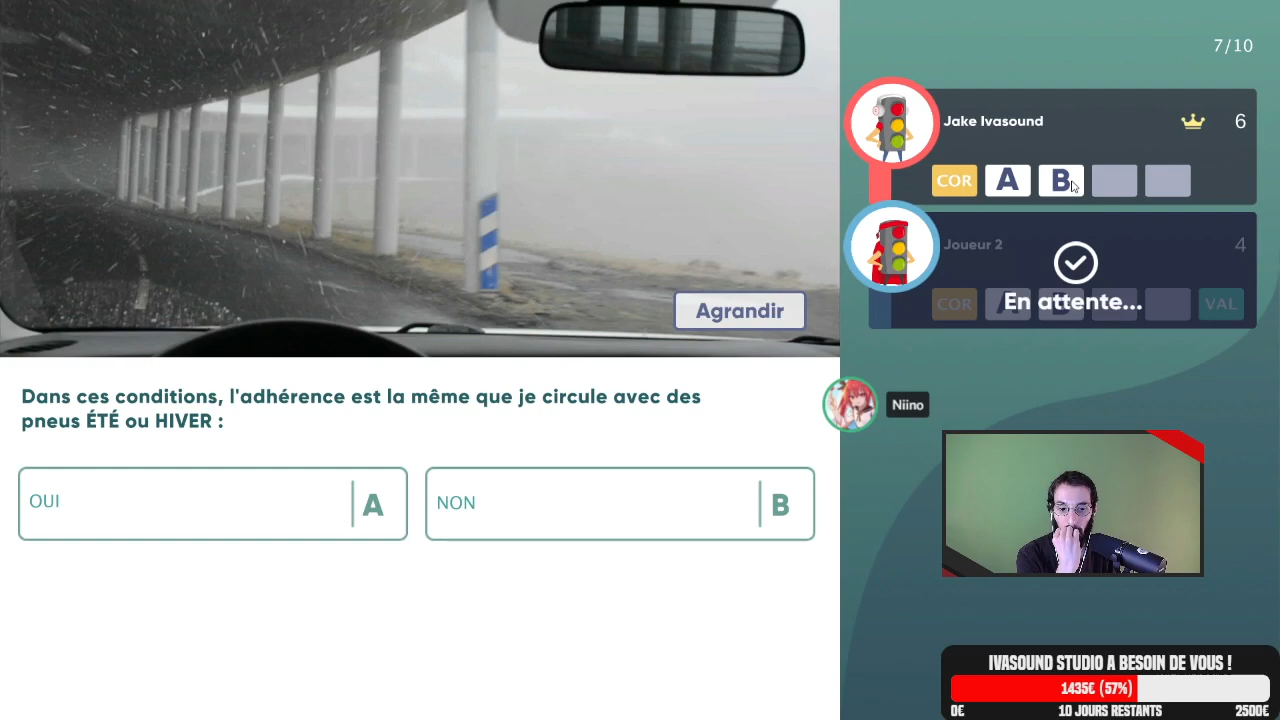 7/10
Jake Ivasound
6
COR
A
B
Joueur 2
4
COR
A
VAL
En attente...
Agrandir
Dans ces conditions, l'adhérence est la même que je circule avec des
pneus ÉTÉ ou HIVER :
OUI
A
NON
B
Niino
IVASOUND STUDIO A BESOIN DE VOUS !
1435€ (57%)
0€
10 JOURS RESTANTS
2500€